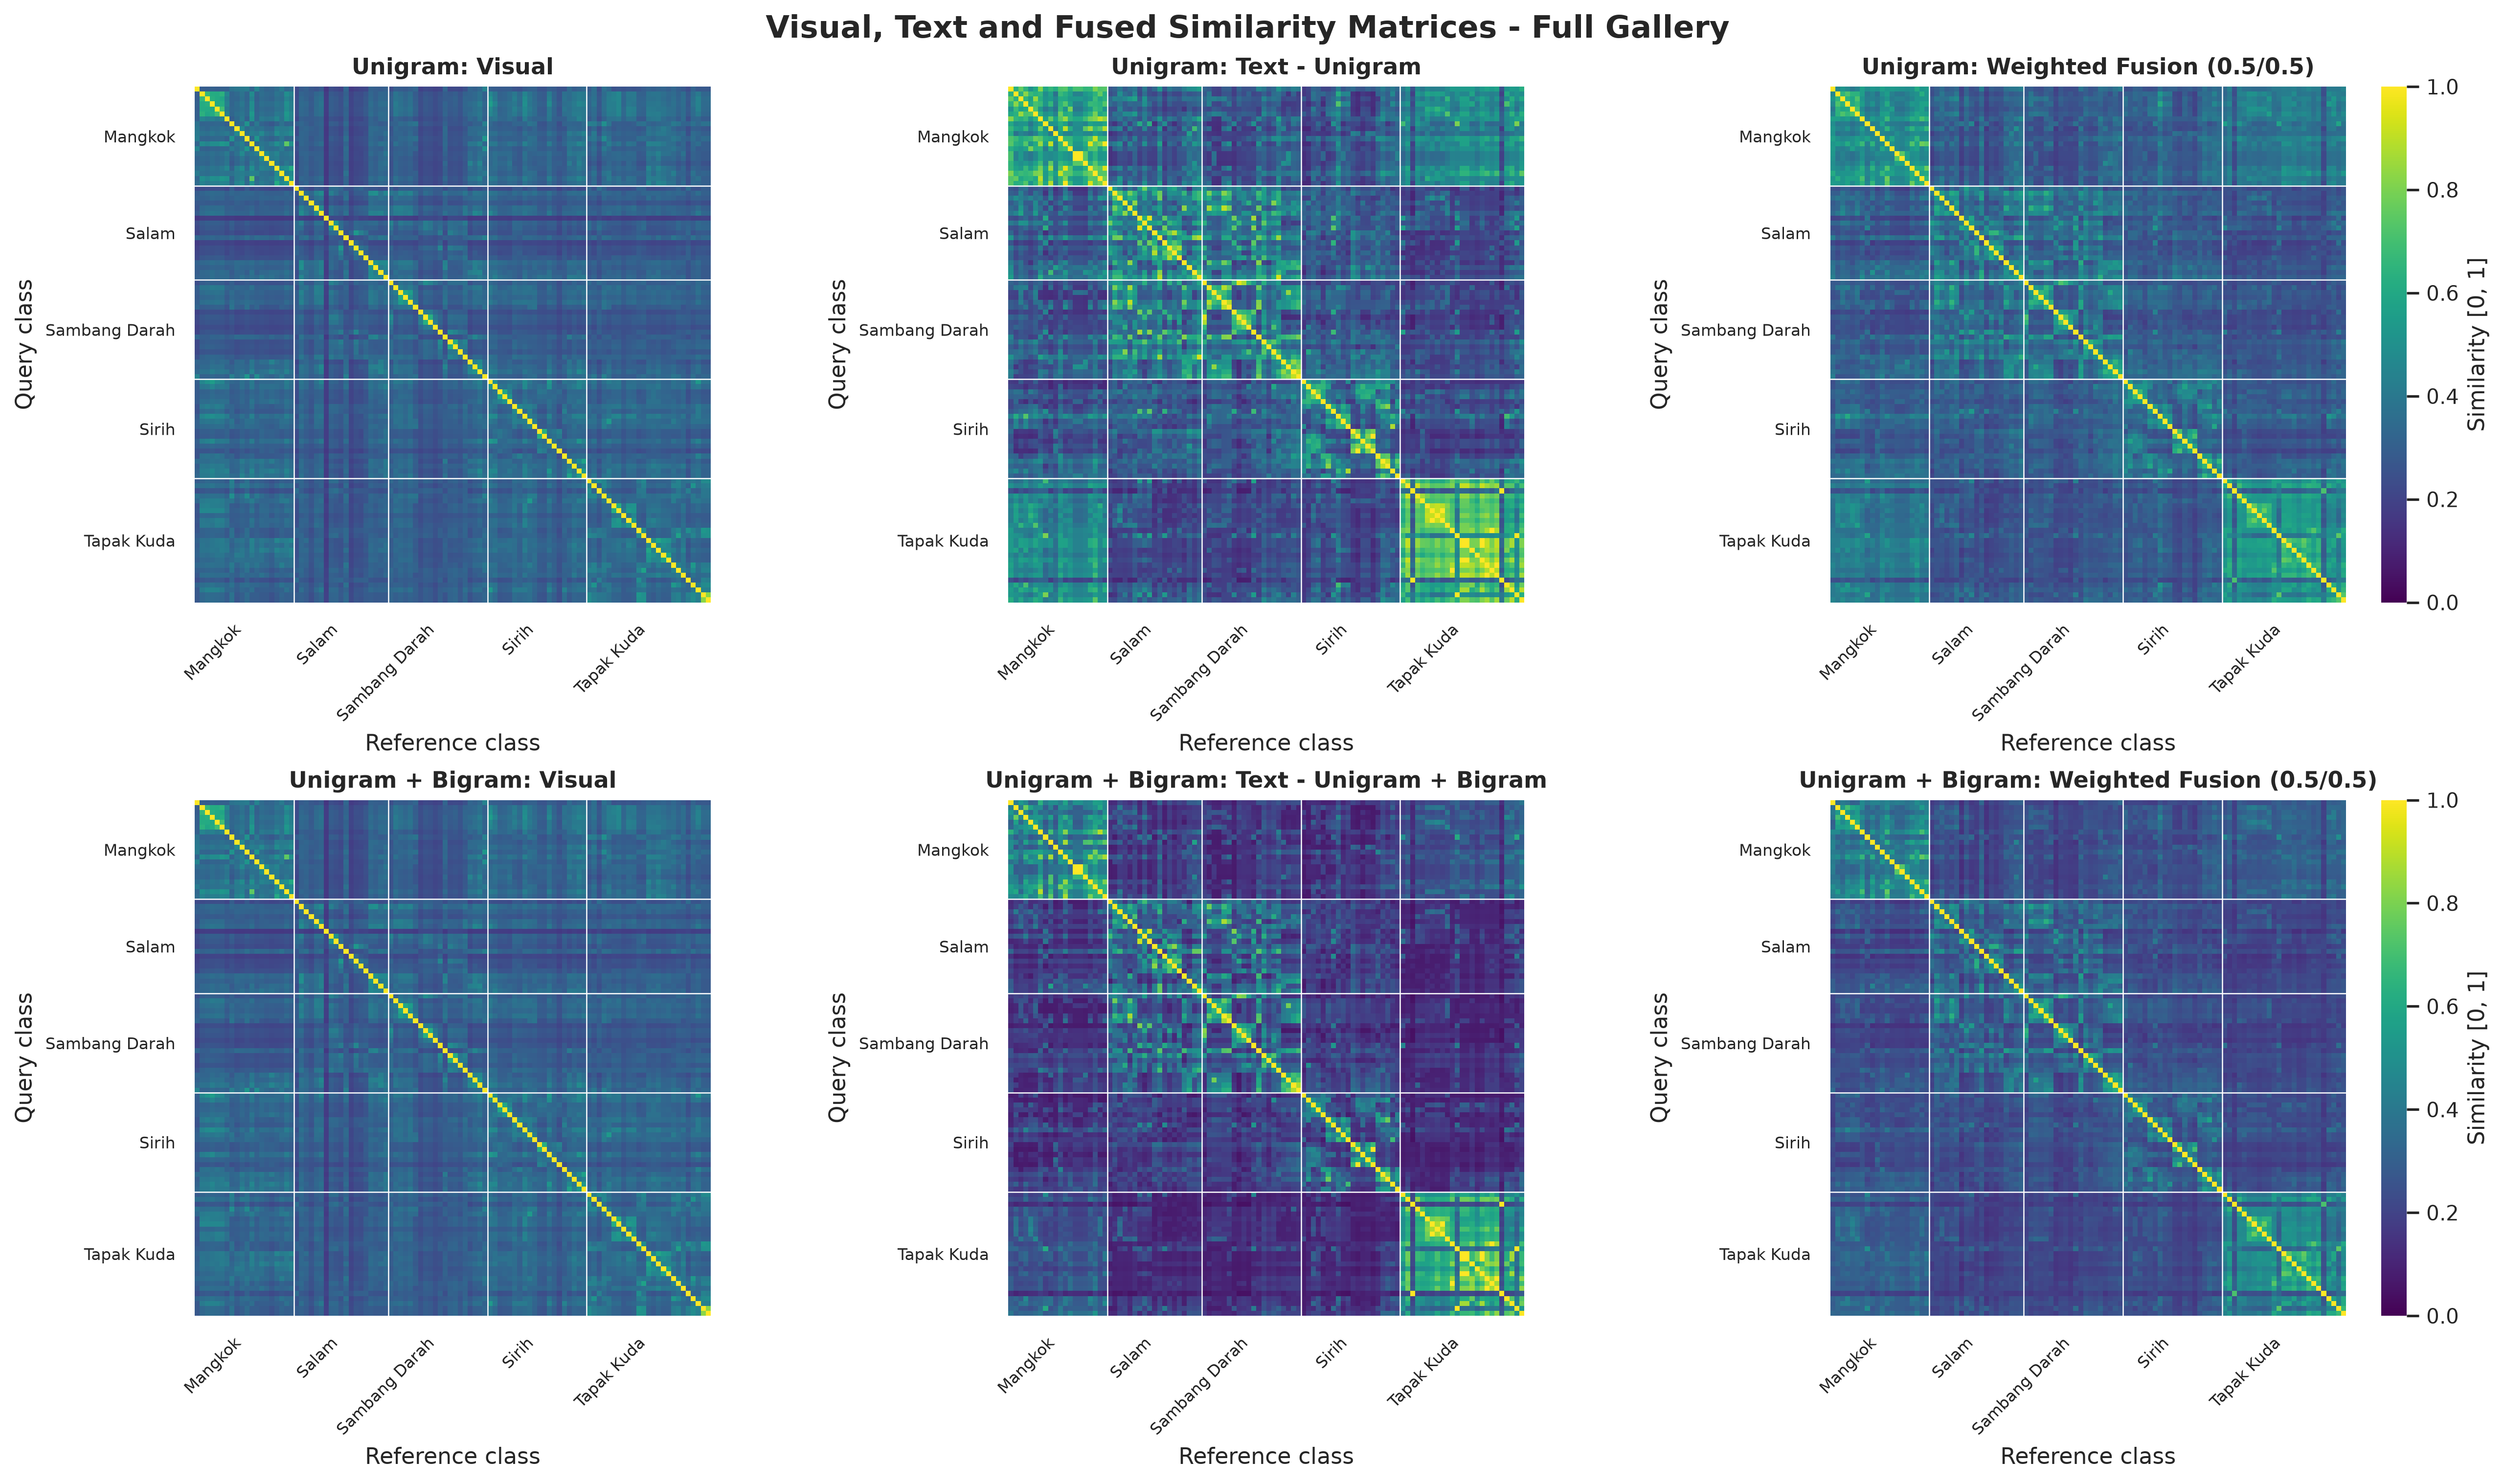 Visual, Text and Fused Similarity Matrices - Full Gallery
Unigram: Visual
Query class
Mangkok
Salam
Sambang Darah
Sirih
Tapak Kuda
Mangkok
Salam
Sambang Darah
Sirih
Tapak Kuda
Reference class
Unigram: Text - Unigram
Query class
Mangkok
Salam
Sambang Darah
Sirih
Tapak Kuda
Mangkok
Salam
Sambang Darah
Sirih
Tapak Kuda
Reference class
Unigram: Weighted Fusion (0.5/0.5)
Query class
Mangkok
Salam
Sambang Darah
Sirih
Tapak Kuda
Mangkok
Salam
Sambang Darah
Sirih
Tapak Kuda
Reference class
1.0
0.8
0.6
0.4
0.2
0.0
Similarity [0, 1]
Unigram + Bigram: Visual
Query class
Mangkok
Salam
Sambang Darah
Sirih
Tapak Kuda
Mangkok
Salam
Sambang Darah
Sirih
Tapak Kuda
Reference class
Unigram + Bigram: Text - Unigram + Bigram
Query class
Mangkok
Salam
Sambang Darah
Sirih
Tapak Kuda
Mangkok
Salam
Sambang Darah
Sirih
Tapak Kuda
Reference class
Unigram + Bigram: Weighted Fusion (0.5/0.5)
Query class
Mangkok
Salam
Sambang Darah
Sirih
Tapak Kuda
Mangkok
Salam
Sambang Darah
Sirih
Tapak Kuda
Reference class
1.0
0.8
0.6
0.4
0.2
0.0
Similarity [0, 1]